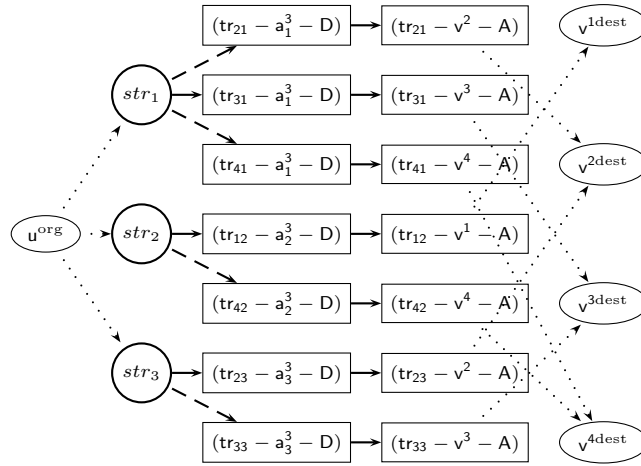 (tr₂₁ − a₁³ − D) (tr₂₁ − v² − A) v¹ᵈᵉˢᵗ
str₁ (tr₃₁ − a₁³ − D) (tr₃₁ − v³ − A)
(tr₄₁ − a₁³ − D) (tr₄₁ − v⁴ − A) v²ᵈᵉˢᵗ
uᵒʳᵍ str₂ (tr₁₂ − a₂³ − D) (tr₁₂ − v¹ − A)
(tr₄₂ − a₂³ − D) (tr₄₂ − v⁴ − A) v³ᵈᵉˢᵗ
str₃ (tr₂₃ − a₃³ − D) (tr₂₃ − v² − A)
(tr₃₃ − a₃³ − D) (tr₃₃ − v³ − A) v⁴ᵈᵉˢᵗ